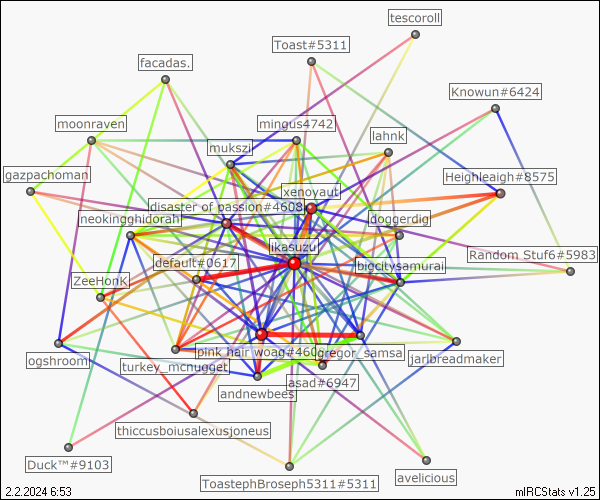 tescoroll
Toast#5311
facadas.
Knowun#6424
moonraven
mingus4742
lahnk
mukszi
gazpachoman
Heighleaigh#8575
xenoyaut
disaster of passion#4608
neokingghidorah
doggerdig
ikasuzu
Random Stuf6#5983
default#0617
bigcitysamurai
ZeeHonk
ogshroom
turkey_mcnugget
pink hair woag#460
gregor_samsa
jarlbreadmaker
asad#6947
andnewbees
thiccusboiusalexusjoneus
Duck™#9103
avelicious
ToastephBroseph5311#5311
2.2.2024 6:53
mIRCStats v1.25